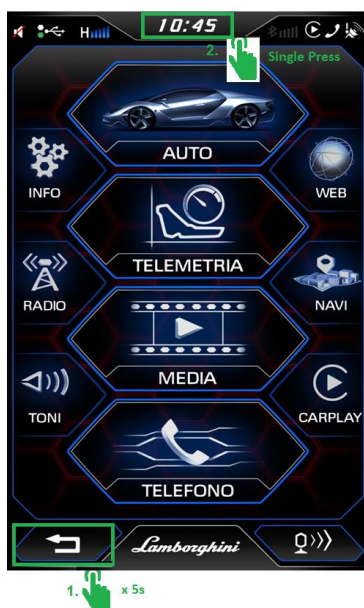 H 10:45
2. Single Press
AUTO
INFO WEB
TELEMETRIA
RADIO NAVI
MEDIA
TONI CARPLAY
TELEFONO
Lamborghini
1. x 5s